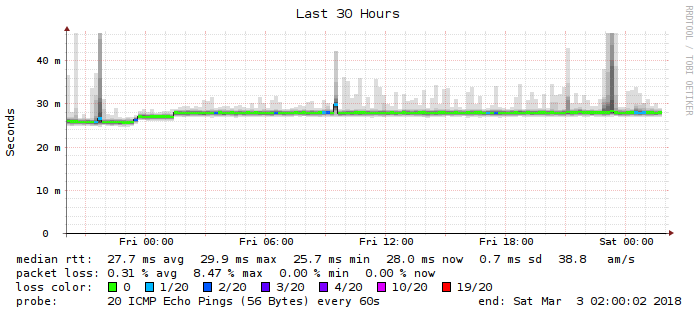 Last 30 Hours
RRDTOOL / TOBI OETIKER
Seconds
40 m
30 m
20 m
10 m
0
Fri 00:00 Fri 06:00 Fri 12:00 Fri 18:00 Sat 00:00
median rtt: 27.7 ms avg 29.9 ms max 25.7 ms min 28.0 ms now 0.7 ms sd 38.8 am/s
packet loss: 0.31 % avg 8.47 % max 0.00 % min 0.00 % now
loss color: 0 1/20 2/20 3/20 4/20 10/20 19/20
probe: 20 ICMP Echo Pings (56 Bytes) every 60s end: Sat Mar 3 02:00:02 2018